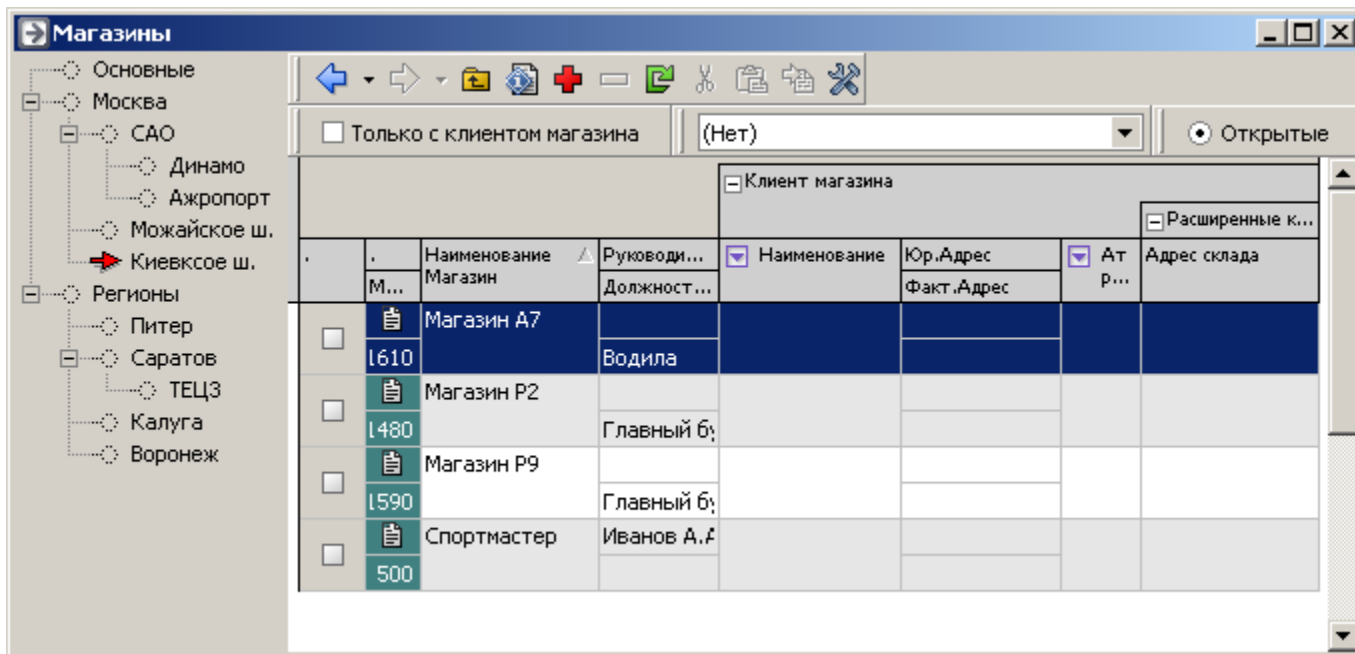 Магазины
Основные
Москва
САО
Динамо
Ажропорт
Можайское ш.
Киевксое ш.
Регионы
Питер
Саратов
ТЕЦ3
Калуга
Воронеж
Только с клиентом магазина (Нет) Открытые
Клиент магазина
Расширенные к...
. . Наименование Руководи... Наименование Юр.Адрес Ат Адрес склада
М... Магазин Должност... Факт.Адрес р...
Магазин А7
1610 Водила
Магазин Р2
1480 Главный бу
Магазин Р9
1590 Главный бу
Спортмастер Иванов А.А
500